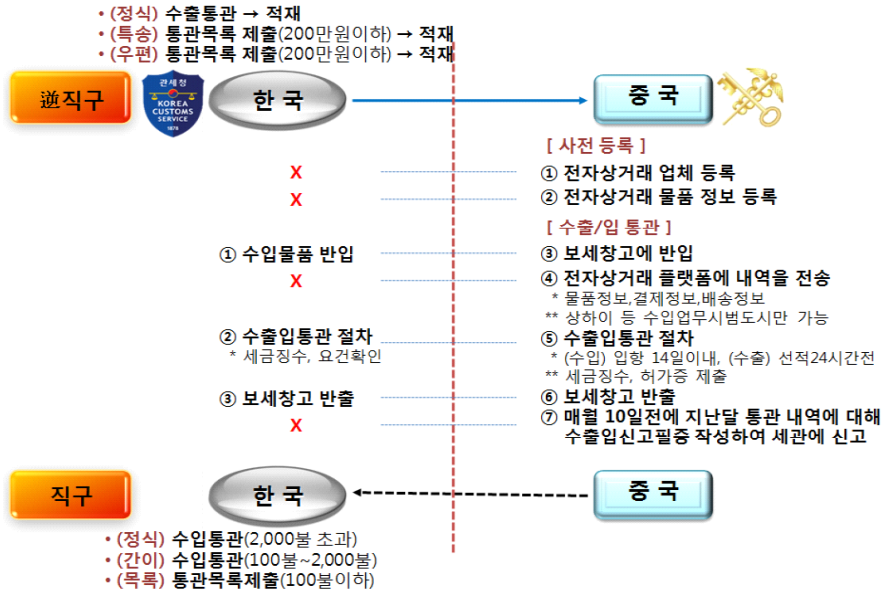 • (정식) 수출통관 → 적재
• (특송) 통관목록 제출(200만원이하) → 적재
• (우편) 통관목록 제출(200만원이하) → 적재
逆직구
관세청
KOREA
CUSTOMS
SERVICE
1878
한 국
중 국
[ 사전 등록 ]
X
① 전자상거래 업체 등록
X
② 전자상거래 물품 정보 등록
[ 수출/입 통관 ]
① 수입물품 반입
③ 보세창고에 반입
X
④ 전자상거래 플랫폼에 내역을 전송
* 물품정보,결제정보,배송정보
** 상하이 등 수입업무시범도시만 가능
② 수출입통관 절차
* 세금징수, 요건확인
⑤ 수출입통관 절차
* (수입) 입항 14일이내, (수출) 선적24시간전
** 세금징수, 허가증 제출
③ 보세창고 반출
⑥ 보세창고 반출
X
⑦ 매월 10일전에 지난달 통관 내역에 대해
수출입신고필증 작성하여 세관에 신고
직구
한 국
중 국
• (정식) 수입통관(2,000불 초과)
• (간이) 수입통관(100불~2,000불)
• (목록) 통관목록제출(100불이하)